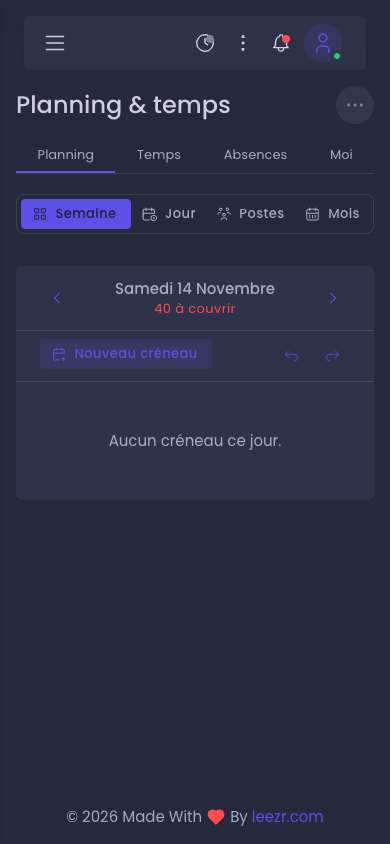 Planning & temps
Planning Temps Absences Moi
Semaine Jour Postes Mois
Samedi 14 Novembre
40 à couvrir
Nouveau créneau
Aucun créneau ce jour.
© 2026 Made With ❤ By leezr.com